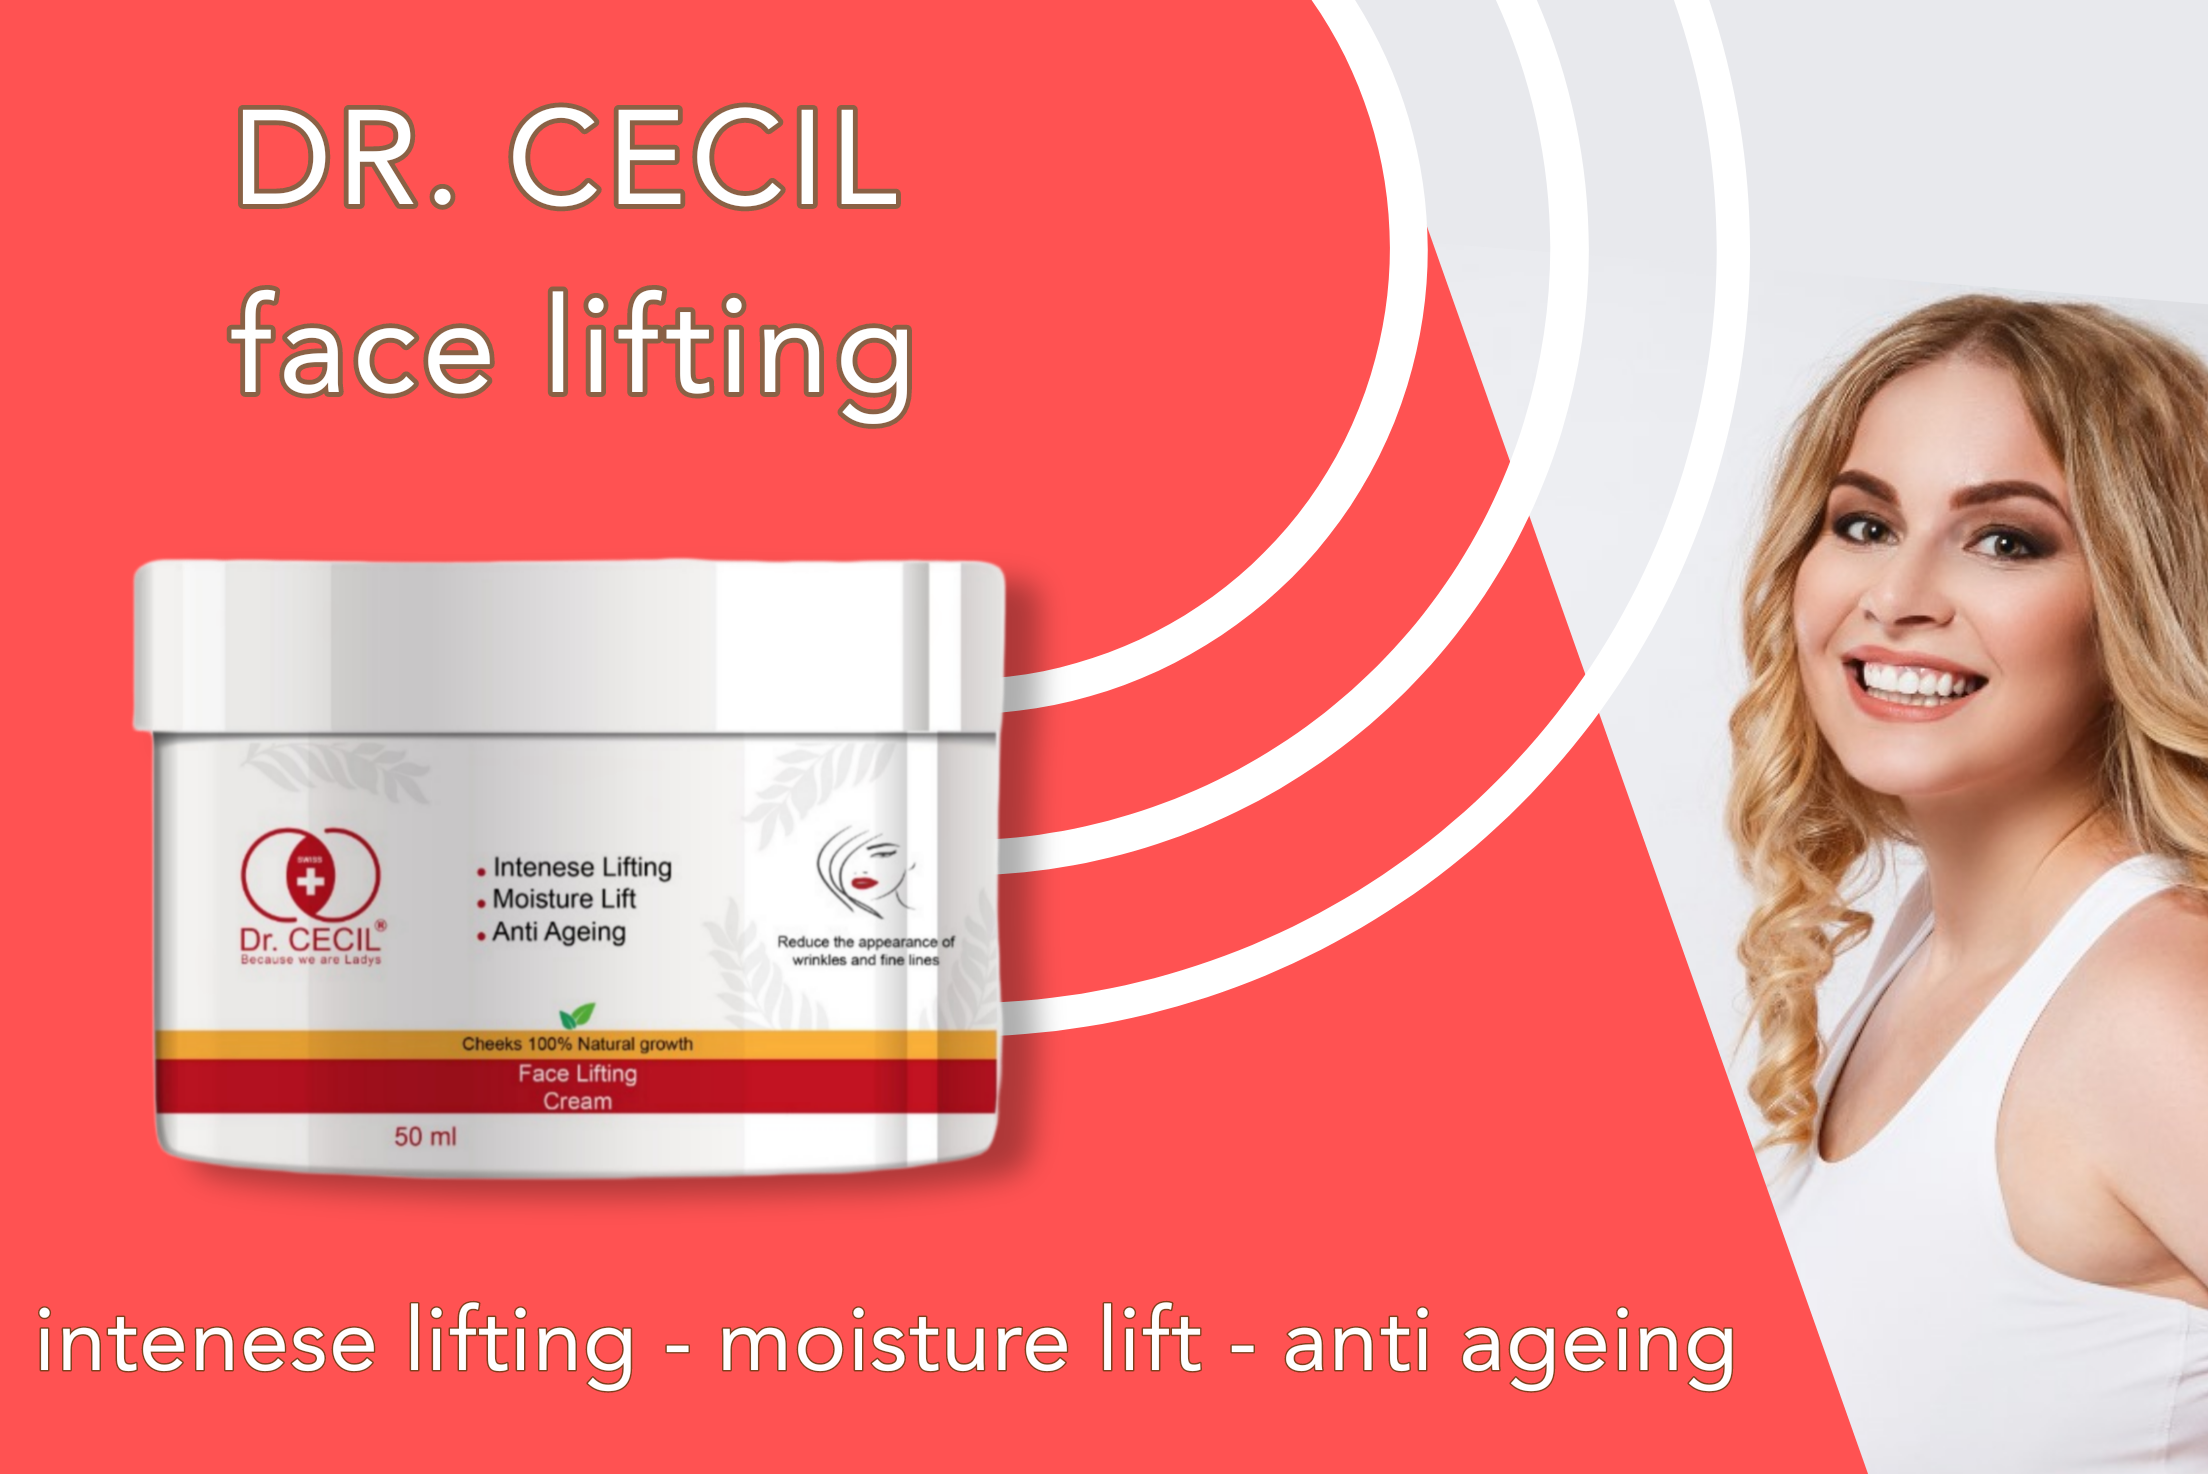 DR. CECIL
face lifting
SWISS
Dr. CECIL®
Because we are Ladys
• Intenese Lifting
• Moisture Lift
• Anti Ageing
Reduce the appearance of
wrinkles and fine lines
Cheeks 100% Natural growth
Face Lifting
Cream
50 ml
intenese lifting - moisture lift - anti ageing